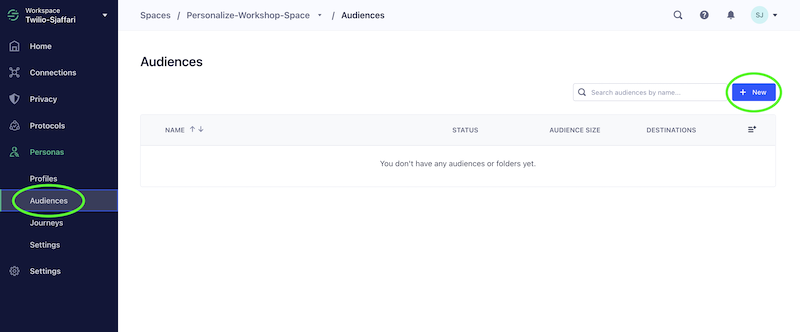 Workspace
Twilio-Sjaffari
Home
Connections
Privacy
Protocols
Personas
Profiles
Audiences
Journeys
Settings
Settings
Spaces / Personalize-Workshop-Space / Audiences
SJ
Audiences
Search audiences by name...
+ New
NAME ↑↓ STATUS AUDIENCE SIZE DESTINATIONS
You don't have any audiences or folders yet.